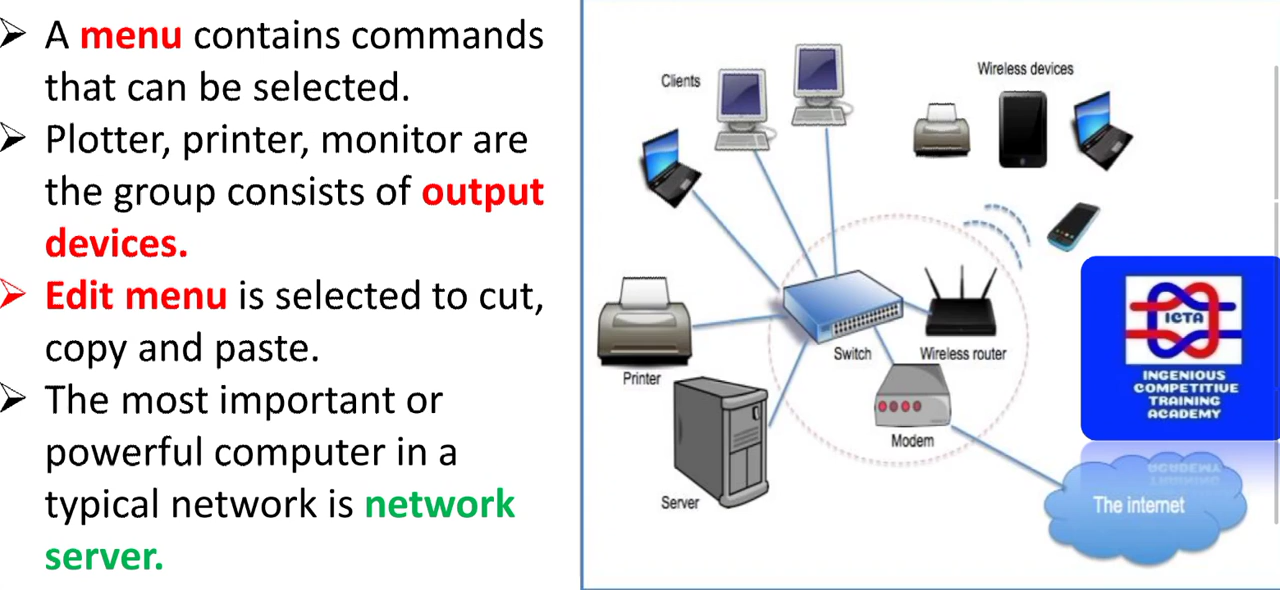 ➢ A menu contains commands
that can be selected.
➢ Plotter, printer, monitor are
the group consists of output
devices.
➢ Edit menu is selected to cut,
copy and paste.
➢ The most important or
powerful computer in a
typical network is network
server.
Clients
Wireless devices
Switch
Wireless router
Printer
Modem
Server
The internet
ICTA
INGENIOUS
COMPETITIVE
TRAINING
ACADEMY